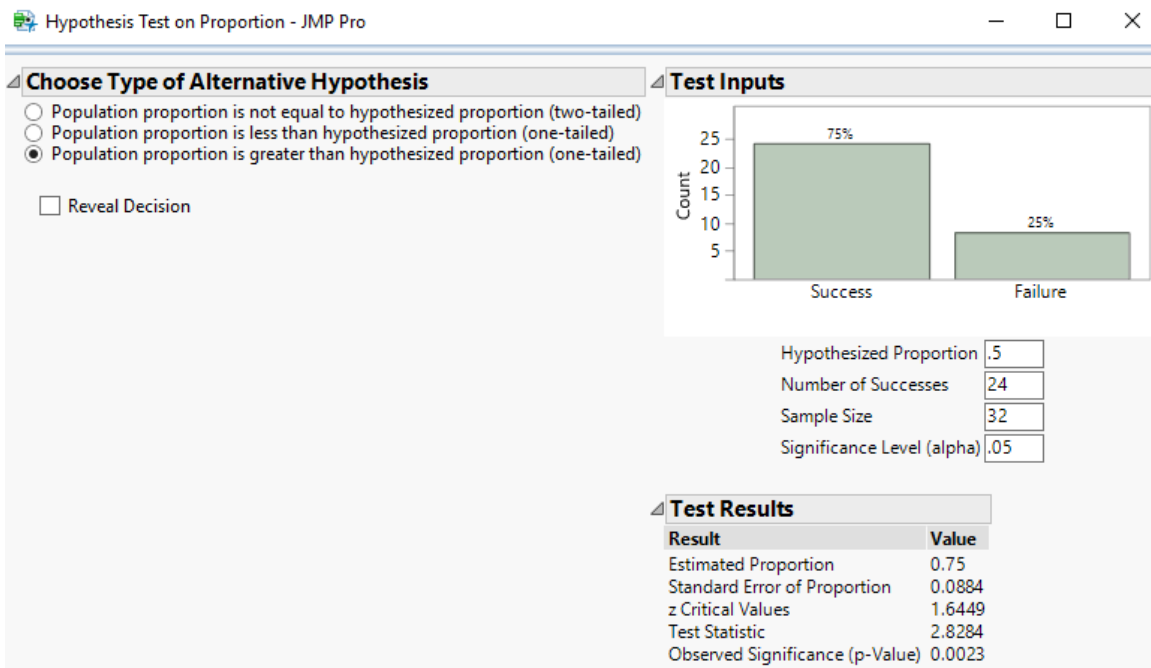 Hypothesis Test on Proportion - JMP Pro
Choose Type of Alternative Hypothesis
Population proportion is not equal to hypothesized proportion (two-tailed)
Population proportion is less than hypothesized proportion (one-tailed)
Population proportion is greater than hypothesized proportion (one-tailed)
Reveal Decision
Test Inputs
Count
25
20
15
10
5
75%
25%
Success
Failure
Hypothesized Proportion .5
Number of Successes 24
Sample Size 32
Significance Level (alpha) .05
Test Results
Result Value
Estimated Proportion 0.75
Standard Error of Proportion 0.0884
z Critical Values 1.6449
Test Statistic 2.8284
Observed Significance (p-Value) 0.0023